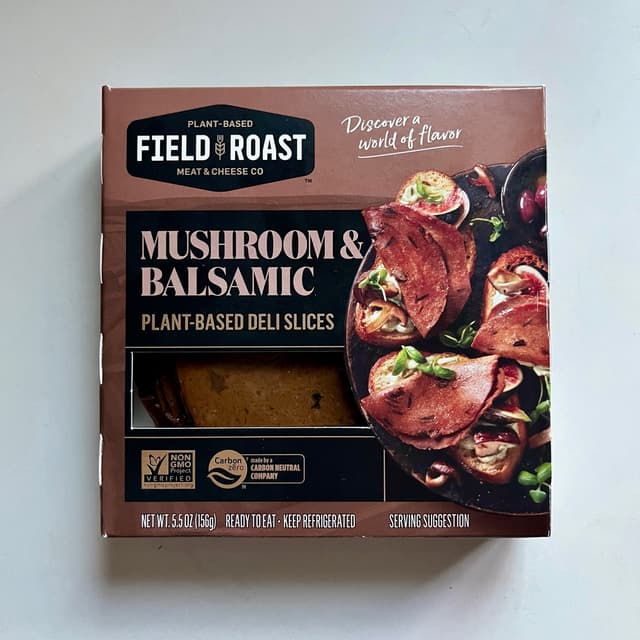 PLANT-BASED
FIELD ROAST
MEAT & CHEESE CO
™
Discover a
world of flavor
MUSHROOM &
BALSAMIC
PLANT-BASED DELI SLICES
NON
GMO
Project
VERIFIED
Carbon
zero
™
made by a
CARBON NEUTRAL
COMPANY
NET WT. 5.5 OZ (156g) READY TO EAT • KEEP REFRIGERATED SERVING SUGGESTION